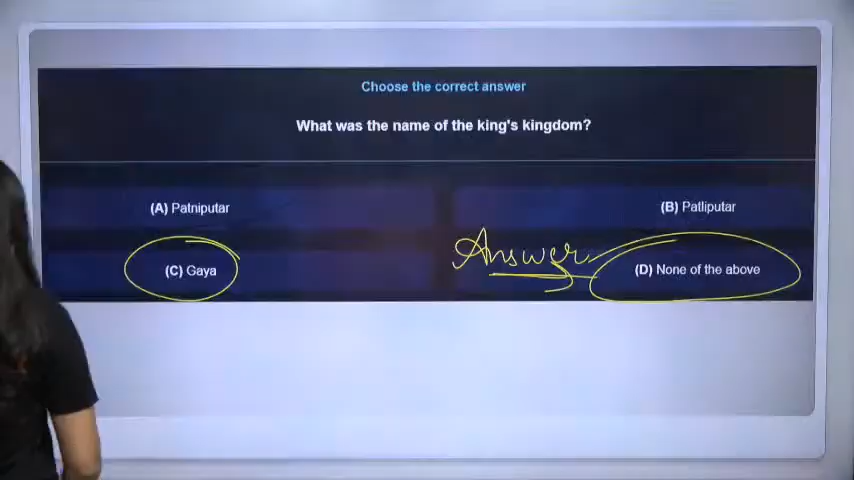 Choose the correct answer
What was the name of the king's kingdom?
(A) Patniputar
(B) Patliputar
(C) Gaya
Answer
(D) None of the above